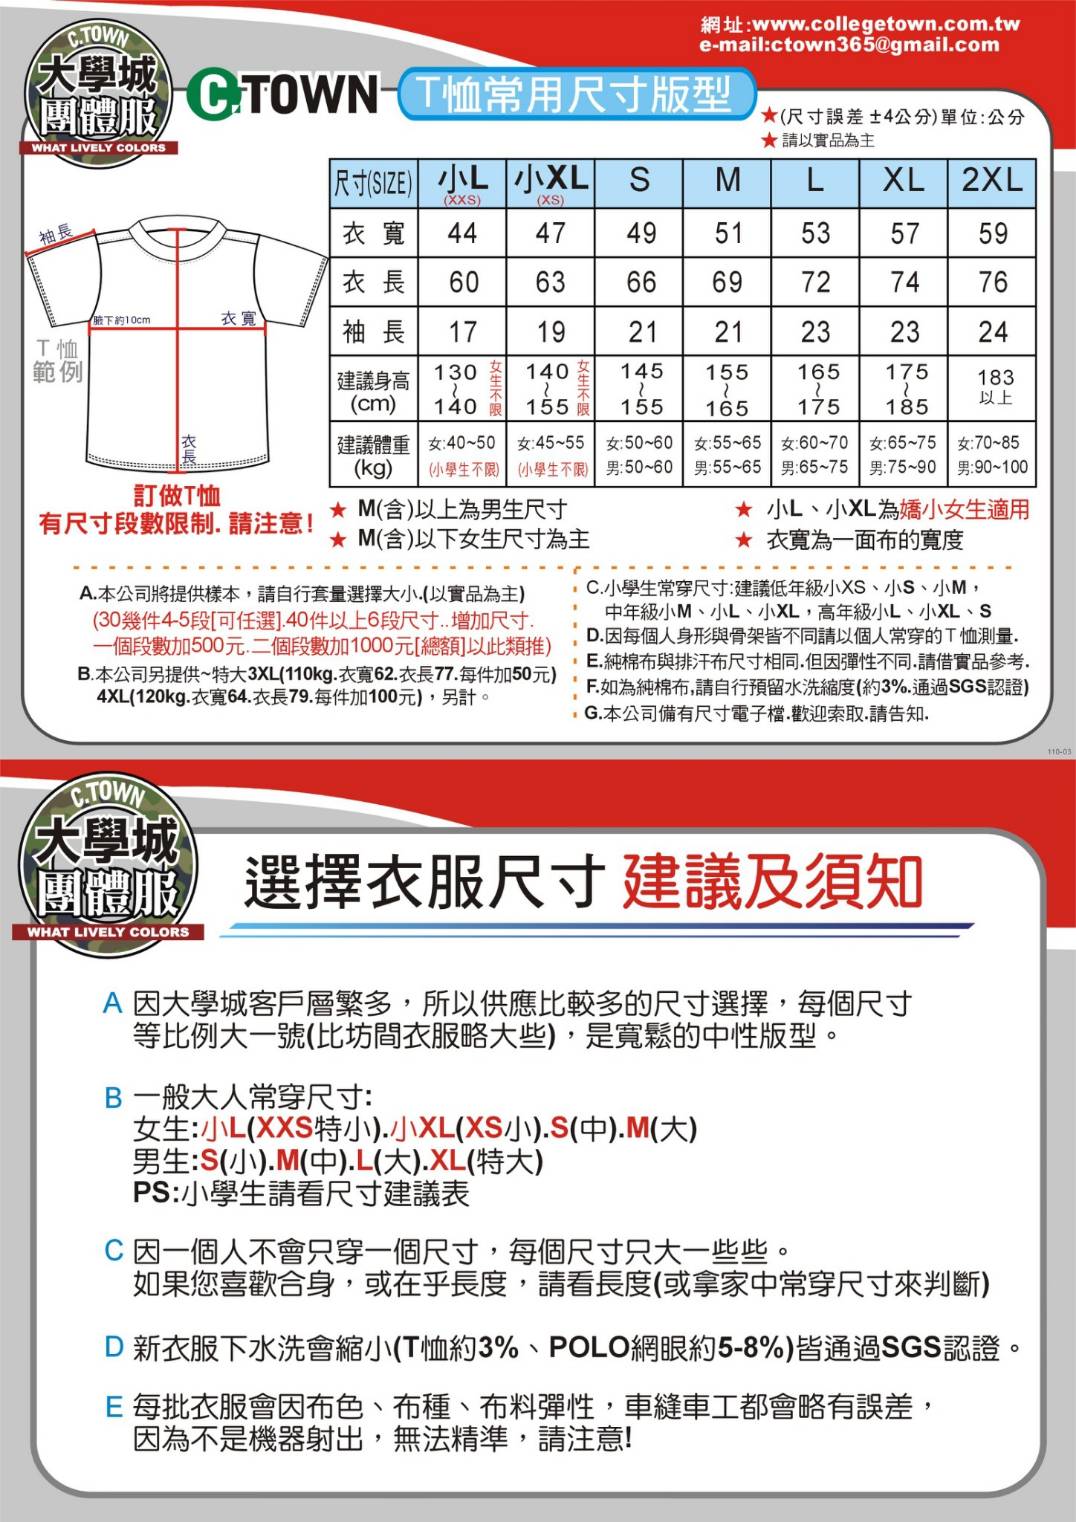 網址:www.collegetown.com.tw
e-mail:ctown365@gmail.com
C.TOWN
大學城
團體服
WHAT LIVELY COLORS
C.TOWN T恤常用尺寸版型
★(尺寸誤差 ±4公分)單位:公分
★ 請以實品為主
尺寸(SIZE) 小L(XXS) 小XL(XS) S M L XL 2XL
衣寬 44 47 49 51 53 57 59
衣長 60 63 66 69 72 74 76
袖長 17 19 21 21 23 23 24
建議身高(cm) 130~140 女生不限 140~155 女生不限 145~155 155~165 165~175 175~185 183以上
建議體重(kg) 女:40~50 (小學生不限) 女:45~55 (小學生不限) 女:50~60 男:50~60 女:55~65 男:55~65 女:60~70 男:65~75 女:65~75 男:75~90 女:70~85 男:90~100
袖長
腋下約10cm 衣寬
T恤
範例
衣長
訂做T恤
有尺寸段數限制. 請注意!
★ M(含)以上為男生尺寸
★ M(含)以下女生尺寸為主
★ 小L、小XL為嬌小女生適用
★ 衣寬為一面布的寬度
A.本公司將提供樣本,請自行套量選擇大小.(以實品為主)
(30幾件4-5段[可任選].40件以上6段尺寸..增加尺寸.
一個段數加500元.二個段數加1000元[總額]以此類推)
B.本公司另提供~特大3XL(110kg.衣寬62.衣長77.每件加50元)
4XL(120kg.衣寬64.衣長79.每件加100元),另計。
C.小學生常穿尺寸:建議低年級小XS、小S、小M,
中年級小M、小L、小XL,高年級小L、小XL、S
D.因每個人身形與骨架皆不同請以個人常穿的T恤測量.
E.純棉布與排汗布尺寸相同.但因彈性不同.請借實品參考.
F.如為純棉布,請自行預留水洗縮度(約3%.通過SGS認證)
G.本公司備有尺寸電子檔.歡迎索取.請告知.
110-03
C.TOWN
大學城
團體服
WHAT LIVELY COLORS
選擇衣服尺寸 建議及須知
A 因大學城客戶層繁多,所以供應比較多的尺寸選擇,每個尺寸
等比例大一號(比坊間衣服略大些),是寬鬆的中性版型。
B 一般大人常穿尺寸:
女生:小L(XXS特小).小XL(XS小).S(中).M(大)
男生:S(小).M(中).L(大).XL(特大)
PS:小學生請看尺寸建議表
C 因一個人不會只穿一個尺寸,每個尺寸只大一些些。
如果您喜歡合身,或在乎長度,請看長度(或拿家中常穿尺寸來判斷)
D 新衣服下水洗會縮小(T恤約3%、POLO網眼約5-8%)皆通過SGS認證。
E 每批衣服會因布色、布種、布料彈性,車縫車工都會略有誤差,
因為不是機器射出,無法精準,請注意!